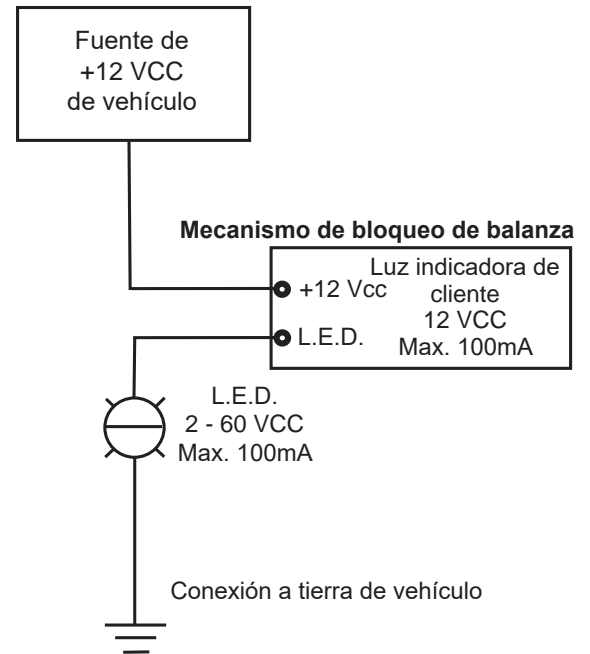 Fuente de
+12 VCC
de vehículo
Mecanismo de bloqueo de balanza
Luz indicadora de
+12 Vcc cliente
12 VCC
L.E.D. Max. 100mA
L.E.D.
2 - 60 VCC
Max. 100mA
Conexión a tierra de vehículo